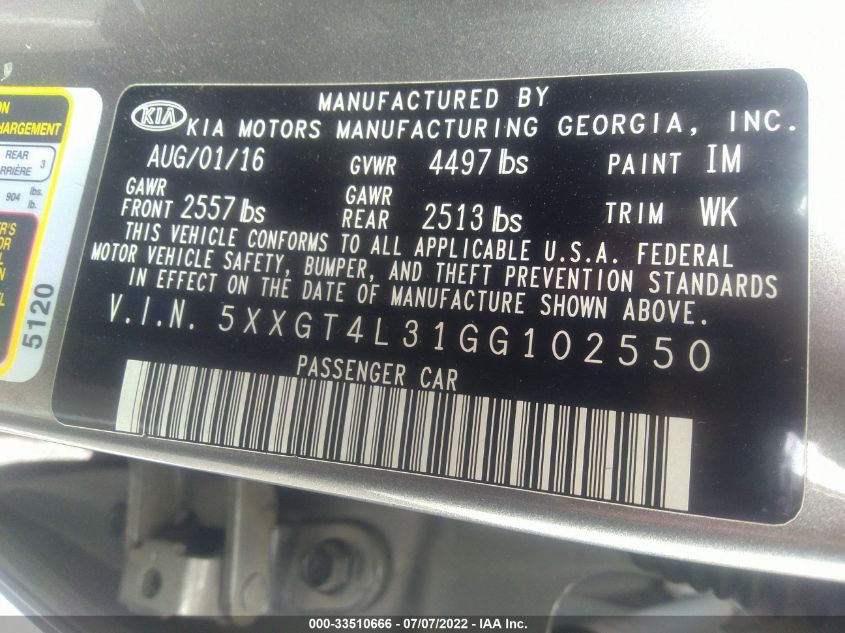 MANUFACTURED BY
KIA KIA MOTORS MANUFACTURING GEORGIA, INC.
AUG/01/16 GVWR 4497 lbs PAINT IM
GAWR GAWR
FRONT 2557 lbs REAR 2513 lbs TRIM WK
THIS VEHICLE CONFORMS TO ALL APPLICABLE U.S.A. FEDERAL
MOTOR VEHICLE SAFETY, BUMPER, AND THEFT PREVENTION STANDARDS
IN EFFECT ON THE DATE OF MANUFACTURE SHOWN ABOVE.
V.I.N. 5XXGT4L31GG102550
PASSENGER CAR
REAR 3
904 lbs.
lb.
5120
000-33510666 - 07/07/2022 - IAA Inc.